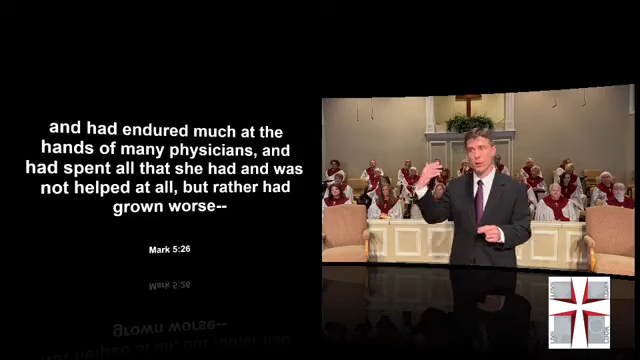 and had endured much at the
hands of many physicians, and
had spent all that she had and was
not helped at all, but rather had
grown worse--
Mark 5:26